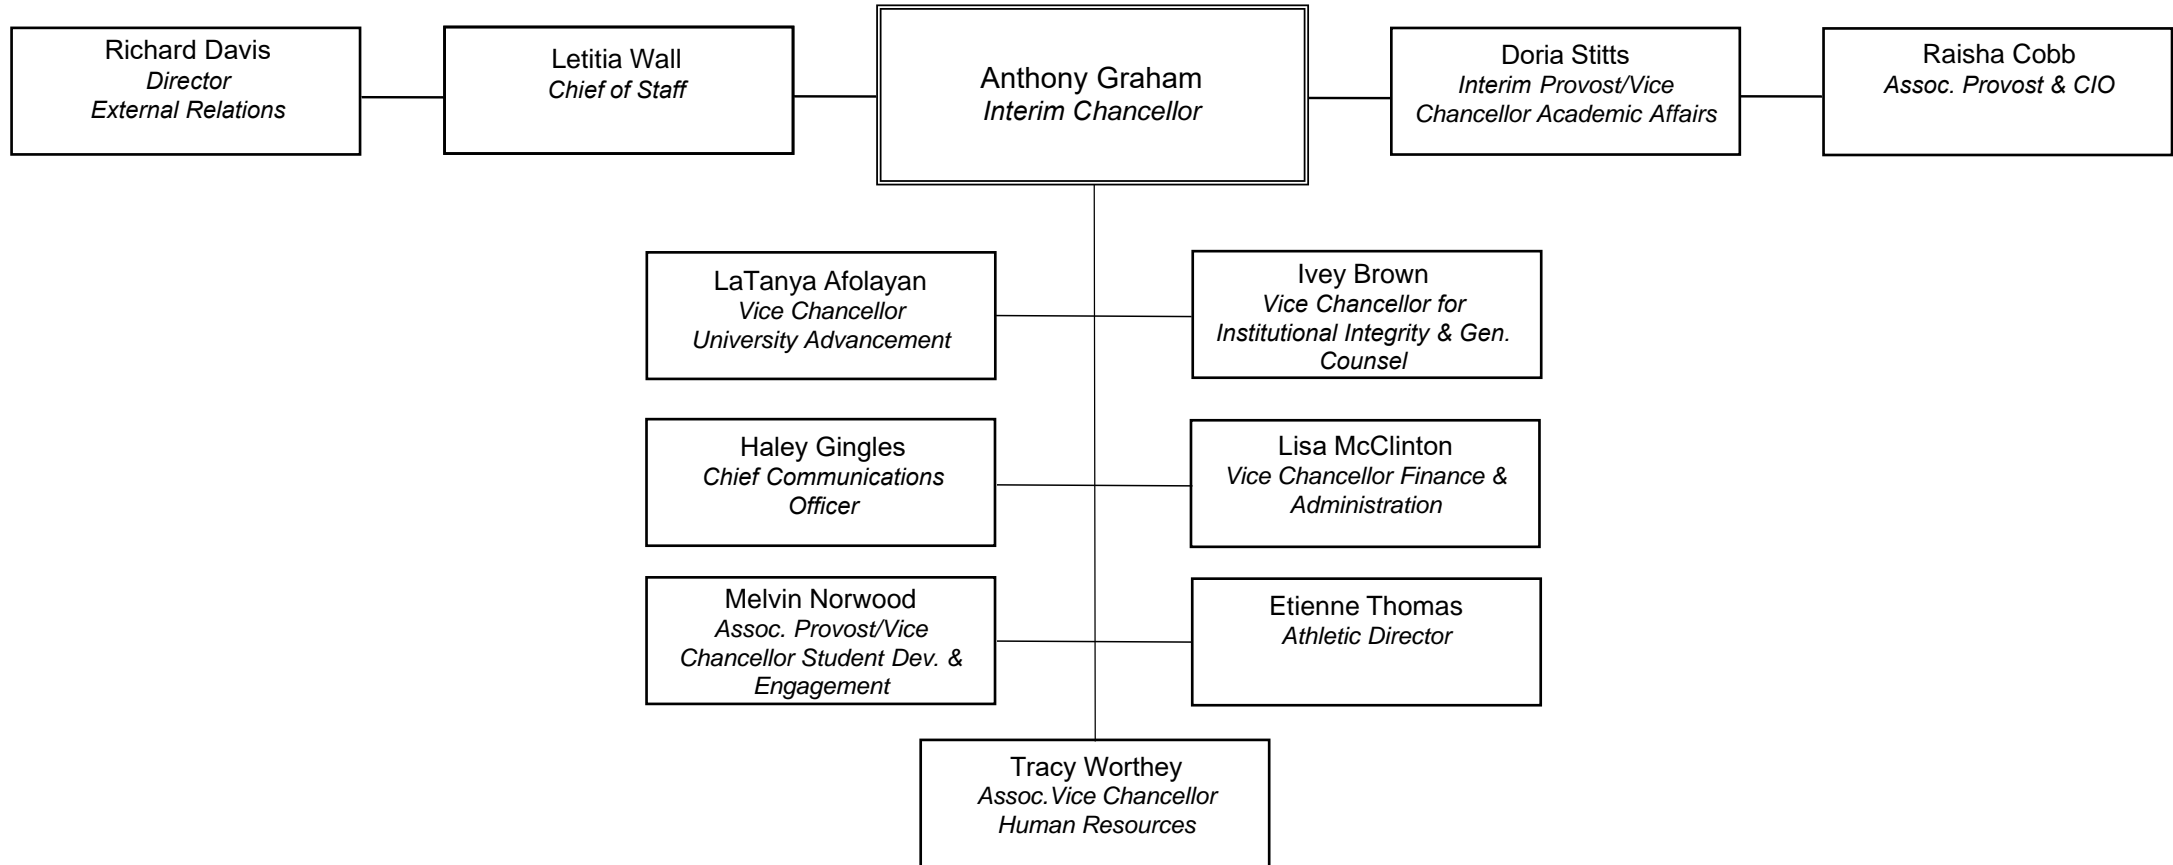 Richard Davis
Director
External Relations
Letitia Wall
Chief of Staff
Anthony Graham
Interim Chancellor
Doria Stitts
Interim Provost/Vice
Chancellor Academic Affairs
Raisha Cobb
Assoc. Provost & CIO
LaTanya Afolayan
Vice Chancellor
University Advancement
Ivey Brown
Vice Chancellor for
Institutional Integrity & Gen.
Counsel
Haley Gingles
Chief Communications
Officer
Lisa McClinton
Vice Chancellor Finance &
Administration
Melvin Norwood
Assoc. Provost/Vice
Chancellor Student Dev. &
Engagement
Etienne Thomas
Athletic Director
Tracy Worthey
Assoc.Vice Chancellor
Human Resources